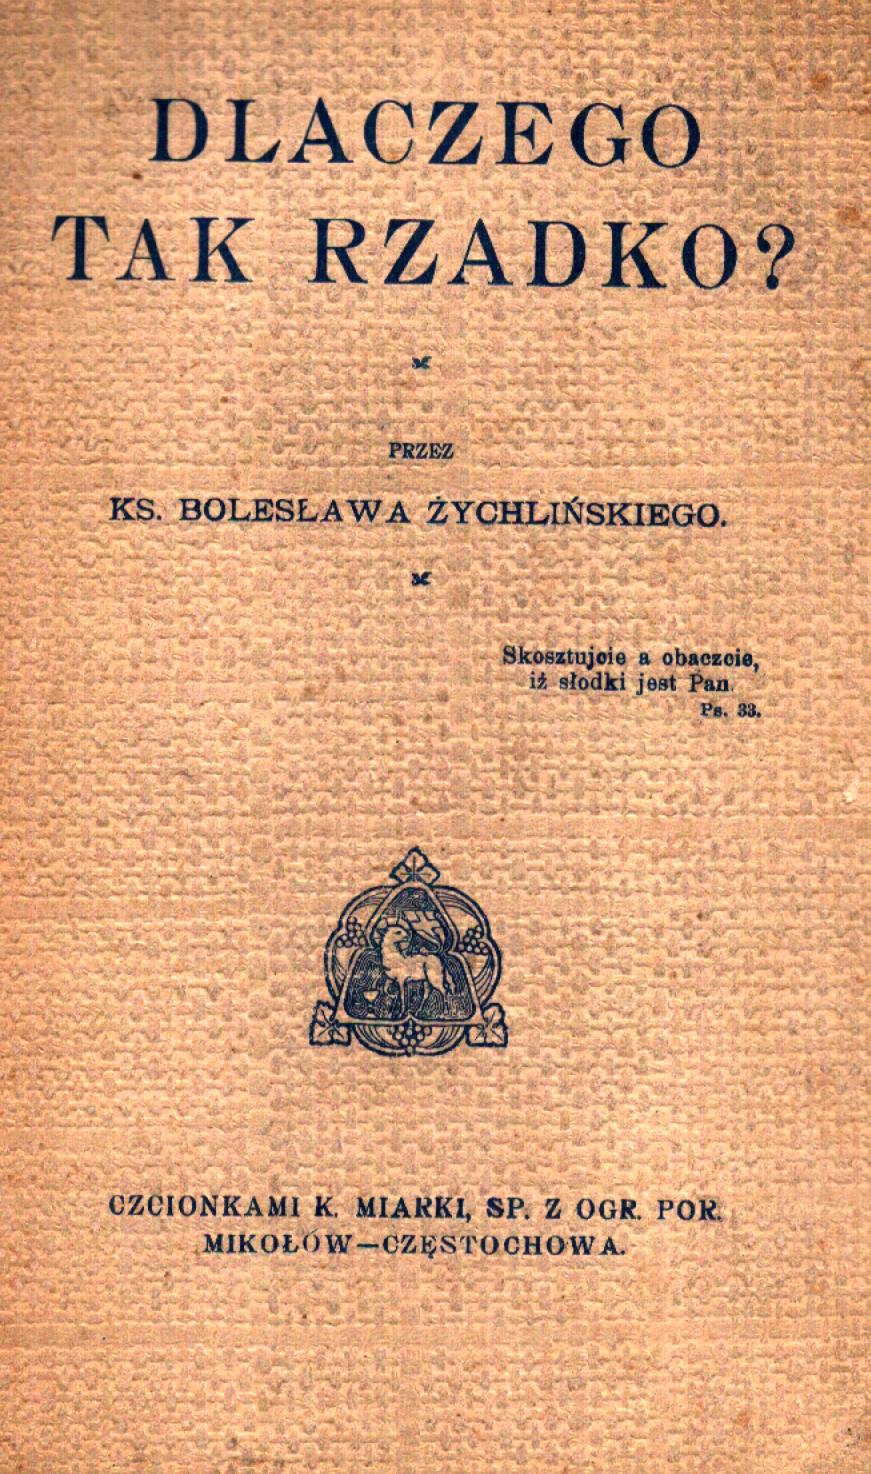 DLACZEGO
TAK RZADKO?
PRZEZ
KS. BOLESŁAWA ŻYCHLIŃSKIEGO.
Skosztujcie a obaczcie,
iż słodki jest Pan.
Ps. 33.
CZCIONKAMI K. MIARKI, SP. Z OGR. POR.
MIKOŁÓW—CZĘSTOCHOWA.